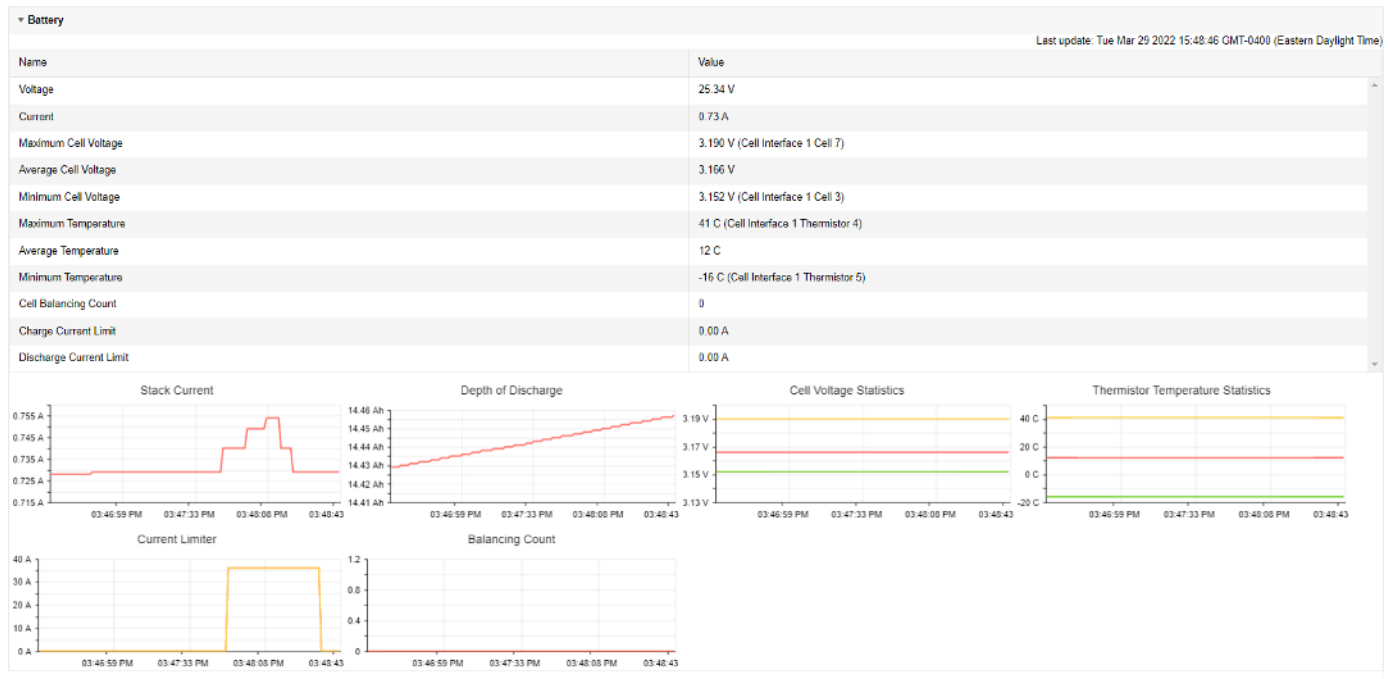 ▾ Battery
Last update: Tue Mar 29 2022 15:48:46 GMT-0400 (Eastern Daylight Time)
Name Value
Voltage 25.34 V
Current 0.73 A
Maximum Cell Voltage 3.190 V (Cell Interface 1 Cell 7)
Average Cell Voltage 3.166 V
Minimum Cell Voltage 3.152 V (Cell Interface 1 Cell 3)
Maximum Temperature 41 C (Cell Interface 1 Thermistor 4)
Average Temperature 12 C
Minimum Temperature -16 C (Cell Interface 1 Thermistor 5)
Cell Balancing Count 0
Charge Current Limit 0.00 A
Discharge Current Limit 0.00 A
Stack Current
0.755 A
0.745 A
0.735 A
0.725 A
0.715 A
03:46:59 PM 03:47:33 PM 03:48:08 PM 03:48:43
Depth of Discharge
14.46 Ah
14.45 Ah
14.44 Ah
14.43 Ah
14.42 Ah
14.41 Ah
03:46:59 PM 03:47:33 PM 03:48:08 PM 03:48:43
Cell Voltage Statistics
3.19 V
3.17 V
3.15 V
3.13 V
03:46:59 PM 03:47:33 PM 03:48:08 PM 03:48:43
Thermistor Temperature Statistics
40 C
20 C
0 C
-20 C
03:46:59 PM 03:47:33 PM 03:48:08 PM 03:48:43
Current Limiter
40 A
30 A
20 A
10 A
0 A
03:46:59 PM 03:47:33 PM 03:48:08 PM 03:48:43
Balancing Count
1.2
0.8
0.4
0
03:46:59 PM 03:47:33 PM 03:48:08 PM 03:48:43